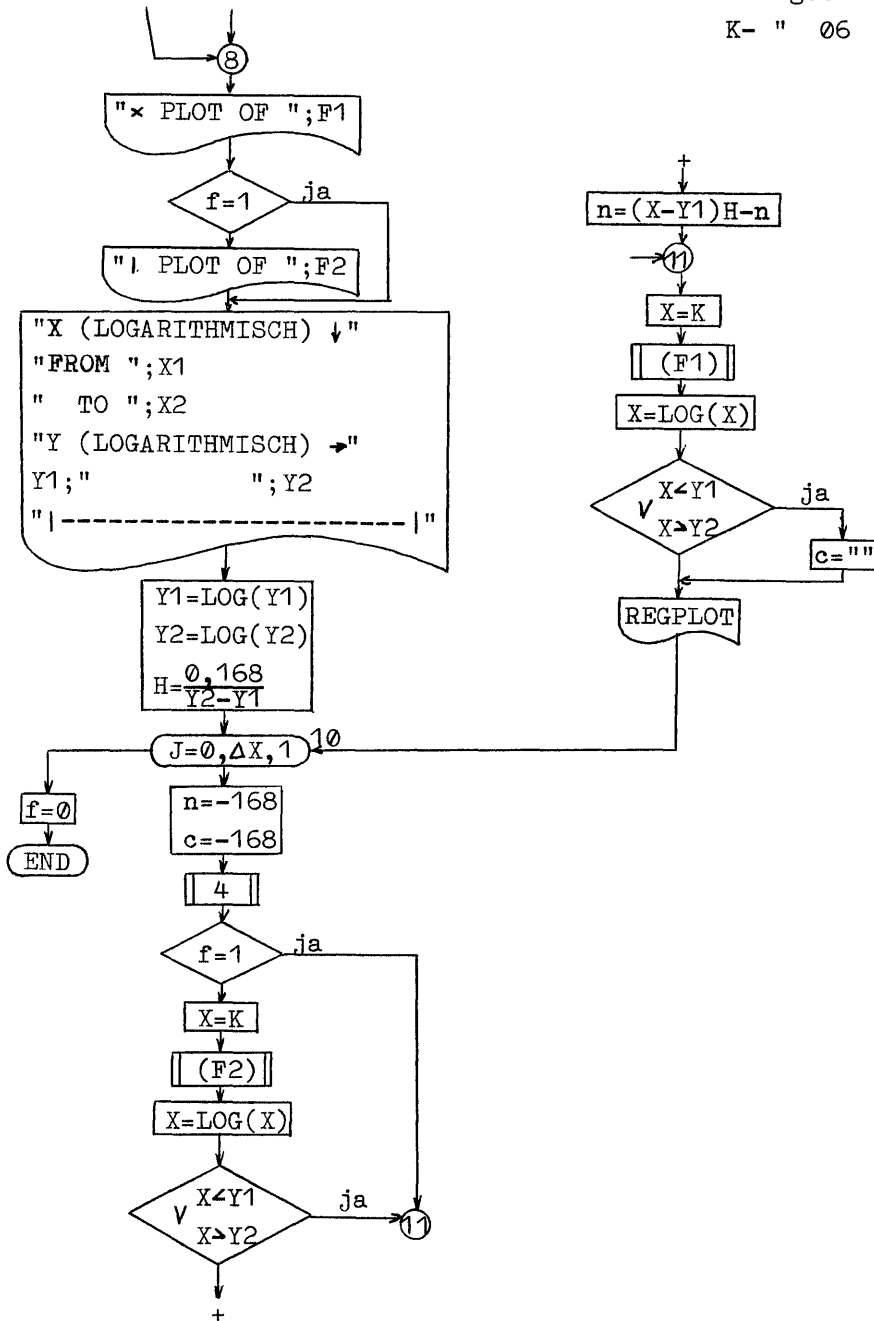 K- " 06
8
"× PLOT OF ";F1
f=1
ja
"| PLOT OF ";F2
"X (LOGARITHMISCH) ↓"
"FROM ";X1
" TO ";X2
"Y (LOGARITHMISCH) →"
Y1;" ";Y2
"|------------------------|"
Y1=LOG(Y1)
Y2=LOG(Y2)
H=0,168
Y2-Y1
J=0,ΔX,1
10
f=0
END
n=-168
c=-168
4
f=1
ja
X=K
(F2)
X=LOG(X)
V X<Y1
X>Y2
ja
11
+
+
n=(X-Y1)H-n
11
X=K
(F1)
X=LOG(X)
V X<Y1
X>Y2
ja
c=""
REGPLOT